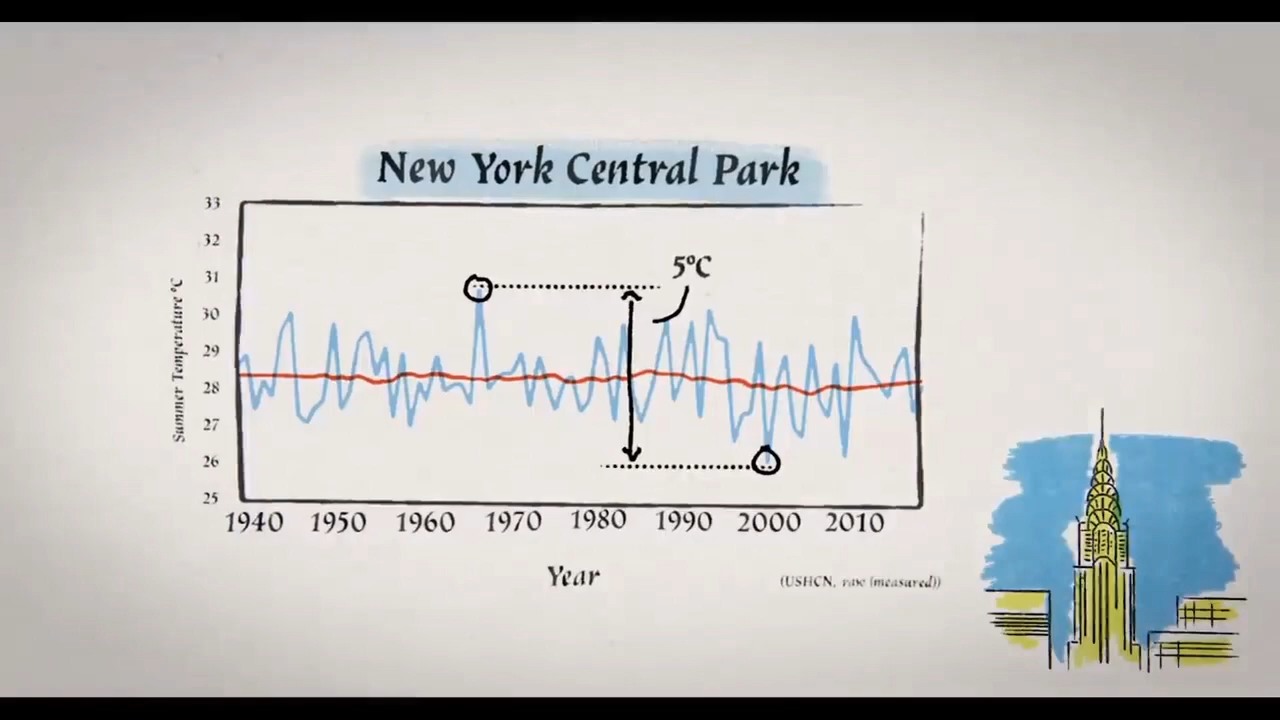 New York Central Park
33
32
31
30
29
28
27
26
25
Summer Temperature °C
5°C
1940 1950 1960 1970 1980 1990 2000 2010
Year
(USHCN, raw (measured))